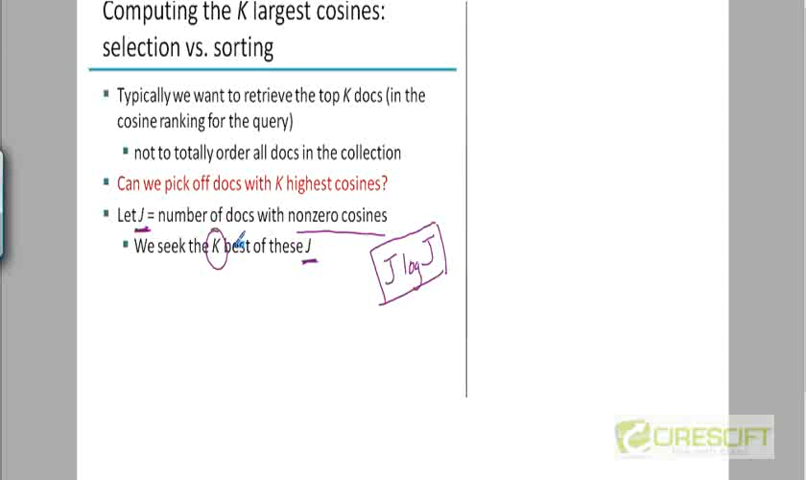 Computing the K largest cosines:
selection vs. sorting
▪ Typically we want to retrieve the top K docs (in the
cosine ranking for the query)
▪ not to totally order all docs in the collection
▪ Can we pick off docs with K highest cosines?
▪ Let J = number of docs with nonzero cosines
▪ We seek the K best of these J
J log J